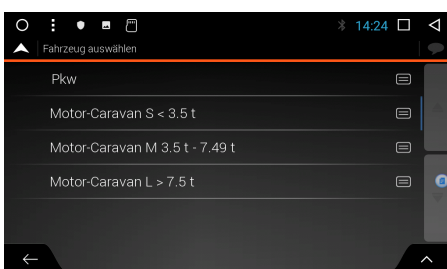 14:24
Fahrzeug auswählen
Pkw
Motor-Caravan S < 3.5 t
Motor-Caravan M 3.5 t - 7.49 t
Motor-Caravan L > 7.5 t